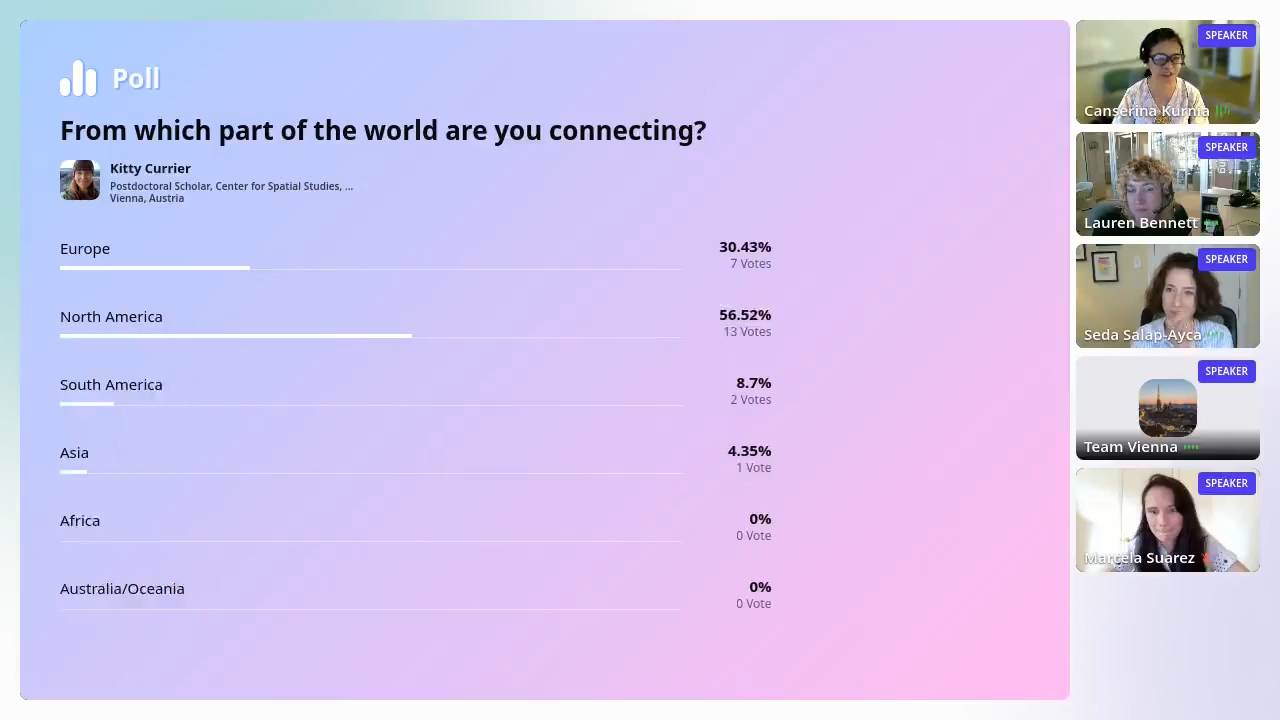 Poll
From which part of the world are you connecting?
Kitty Currier
Postdoctoral Scholar, Center for Spatial Studies, ...
Vienna, Austria
Europe
30.43%
7 Votes
North America
56.52%
13 Votes
South America
8.7%
2 Votes
Asia
4.35%
1 Vote
Africa
0%
0 Vote
Australia/Oceania
0%
0 Vote
SPEAKER
Canserina Kurnia
SPEAKER
Lauren Bennett
SPEAKER
Seda Salap-Ayca
SPEAKER
Team Vienna
SPEAKER
Marcela Suarez